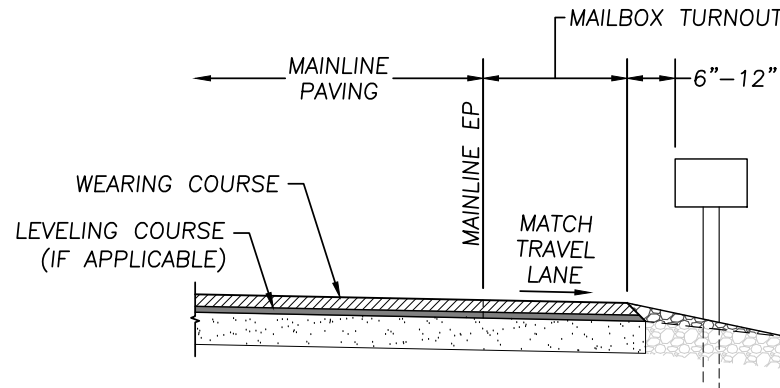 MAILBOX TURNOUT
MAINLINE
PAVING
6”-12”
MAINLINE EP
WEARING COURSE
LEVELING COURSE
(IF APPLICABLE)
MATCH
TRAVEL
LANE